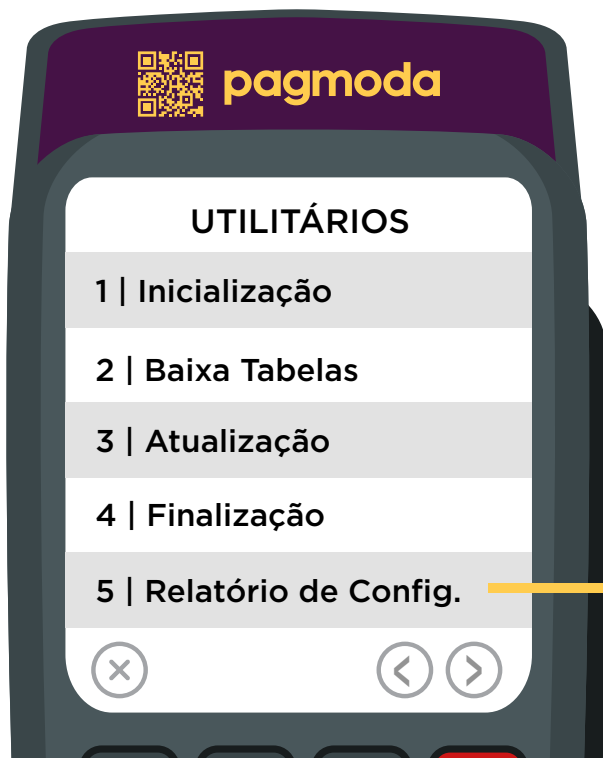 pagmoda
UTILITÁRIOS
1 | Inicialização
2 | Baixa Tabelas
3 | Atualização
4 | Finalização
5 | Relatório de Config.